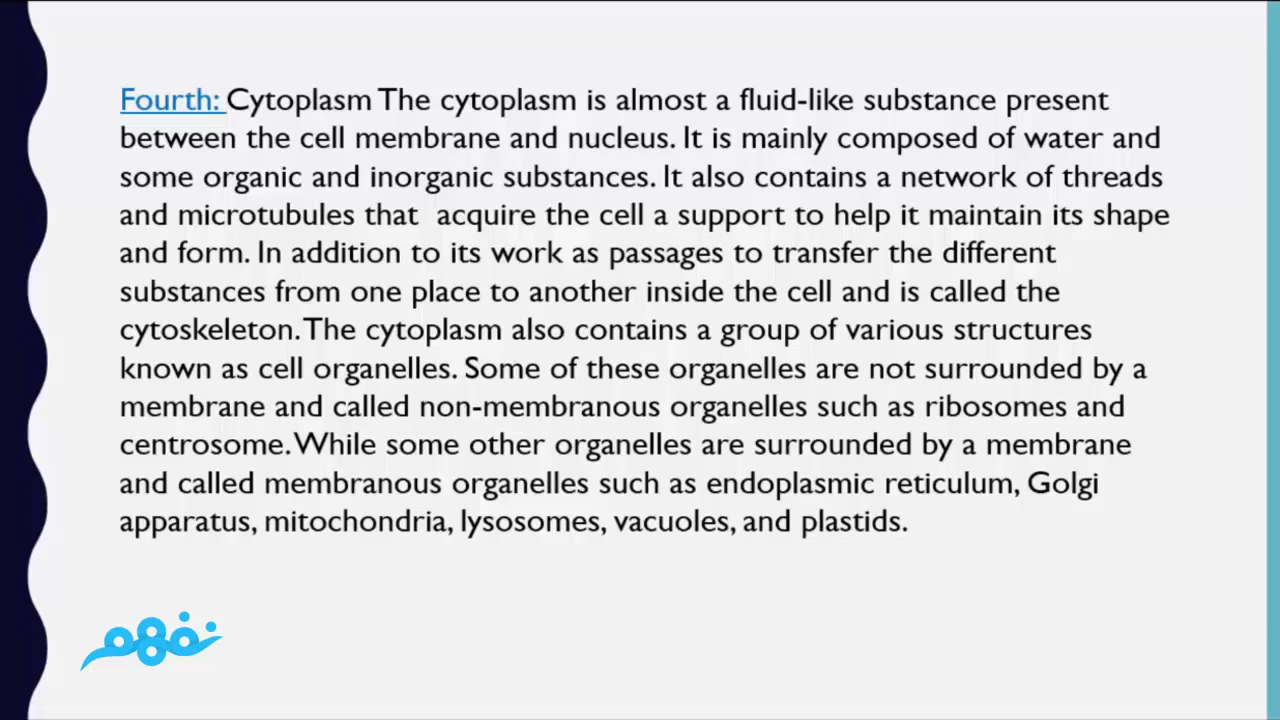 Fourth: Cytoplasm The cytoplasm is almost a fluid-like substance present
between the cell membrane and nucleus. It is mainly composed of water and
some organic and inorganic substances. It also contains a network of threads
and microtubules that  acquire the cell a support to help it maintain its shape
and form. In addition to its work as passages to transfer the different
substances from one place to another inside the cell and is called the
cytoskeleton. The cytoplasm also contains a group of various structures
known as cell organelles. Some of these organelles are not surrounded by a
membrane and called non-membranous organelles such as ribosomes and
centrosome. While some other organelles are surrounded by a membrane
and called membranous organelles such as endoplasmic reticulum, Golgi
apparatus, mitochondria, lysosomes, vacuoles, and plastids.
نفهم